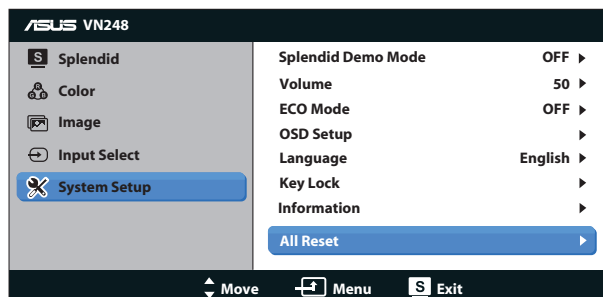 ASUS VN248
S Splendid
R G B Color
Image
Input Select
System Setup
Splendid Demo Mode OFF
Volume 50
ECO Mode OFF
OSD Setup
Language English
Key Lock
Information
All Reset
Move Menu S Exit